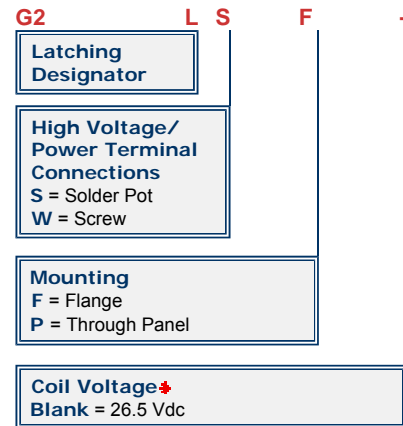 G2 L S F -
Latching
Designator
High Voltage/
Power Terminal
Connections
S = Solder Pot
W = Screw
Mounting
F = Flange
P = Through Panel
Coil Voltage
Blank = 26.5 Vdc